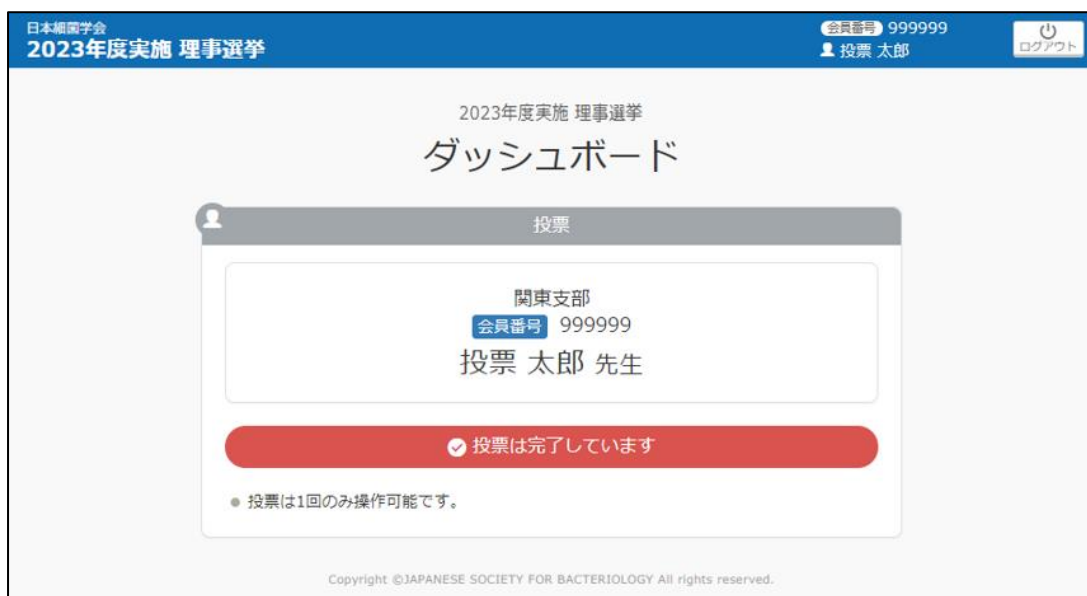 日本細菌学会
2023年度実施 理事選挙
会員番号 999999
投票 太郎
ログアウト
2023年度実施 理事選挙
ダッシュボード
投票
関東支部
会員番号 999999
投票 太郎 先生
投票は完了しています
投票は1回のみ操作可能です。
Copyright ©JAPANESE SOCIETY FOR BACTERIOLOGY All rights reserved.